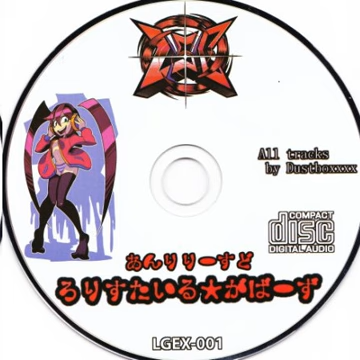 All tracks
by Dustboxxxx
COMPACT
disc
DIGITAL AUDIO
あんりりーすど
ろりすたいる★がばーず
LGEX-001